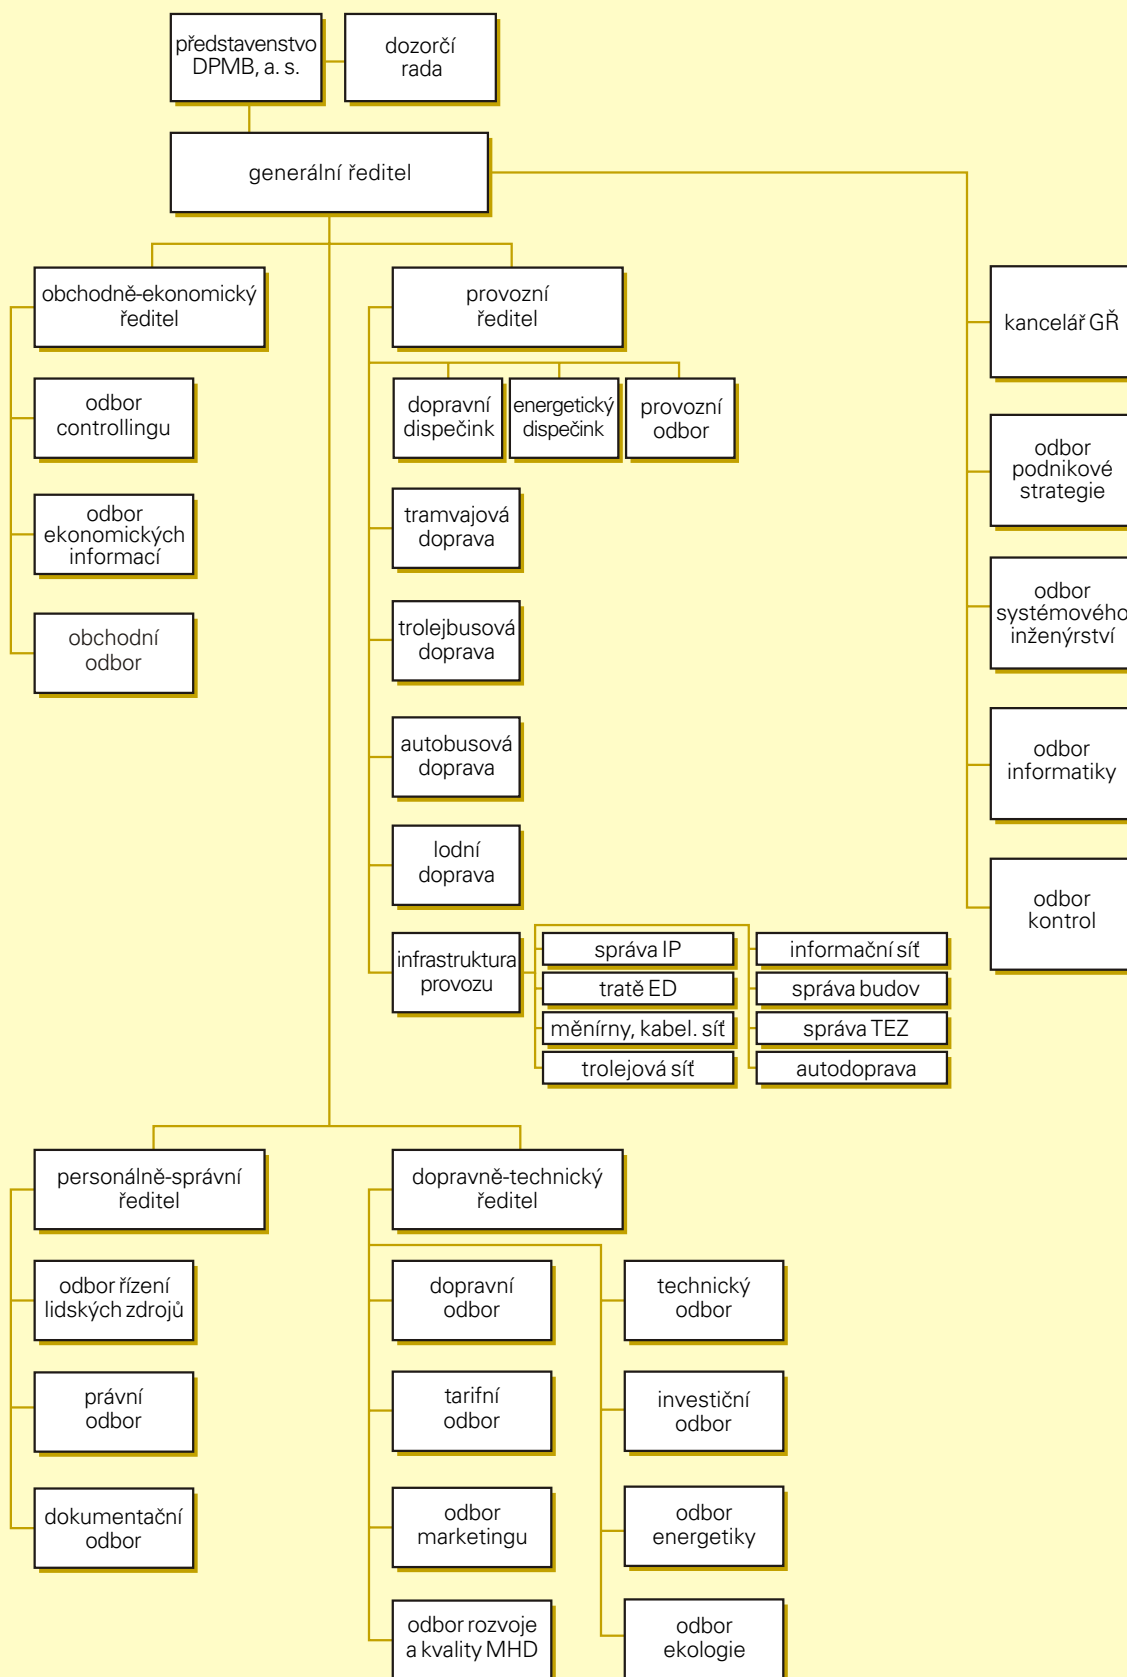 představenstvo
DPMB, a. s.
dozorčí
rada
generální ředitel
obchodně-ekonomický
ředitel
odbor
controllingu
odbor
ekonomických
informací
obchodní
odbor
provozní
ředitel
dopravní
dispečink
energetický
dispečink
provozní
odbor
tramvajová
doprava
trolejbusová
doprava
autobusová
doprava
lodní
doprava
infrastruktura
provozu
správa IP
tratě ED
měnírny, kabel. síť
trolejová síť
informační síť
správa budov
správa TEZ
autodoprava
kancelář GŘ
odbor
podnikové
strategie
odbor
systémového
inženýrství
odbor
informatiky
odbor
kontrol
personálně-správní
ředitel
odbor řízení
lidských zdrojů
právní
odbor
dokumentační
odbor
dopravně-technický
ředitel
dopravní
odbor
tarifní
odbor
odbor
marketingu
odbor rozvoje
a kvality MHD
technický
odbor
investiční
odbor
odbor
energetiky
odbor
ekologie